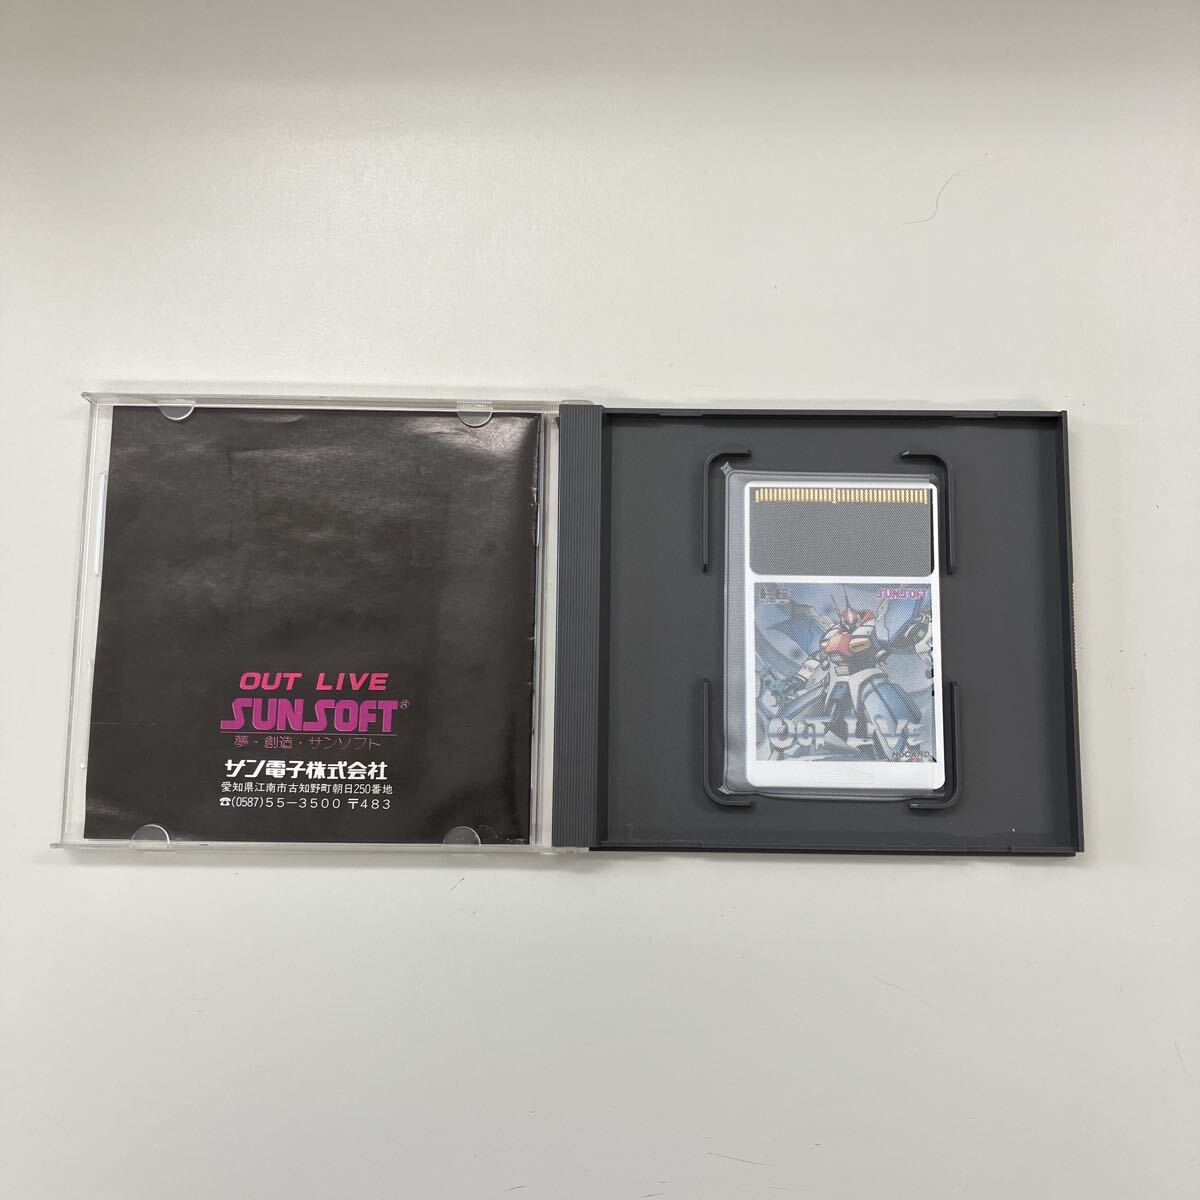 OUT LIVE
SUNSOFT®
夢・創造・サンソフト
サン電子株式会社
愛知県江南市古知野町朝日250番地
☎(0587)55-3500 〒483
SUNSOFT
OUT LIVE
HuCARD